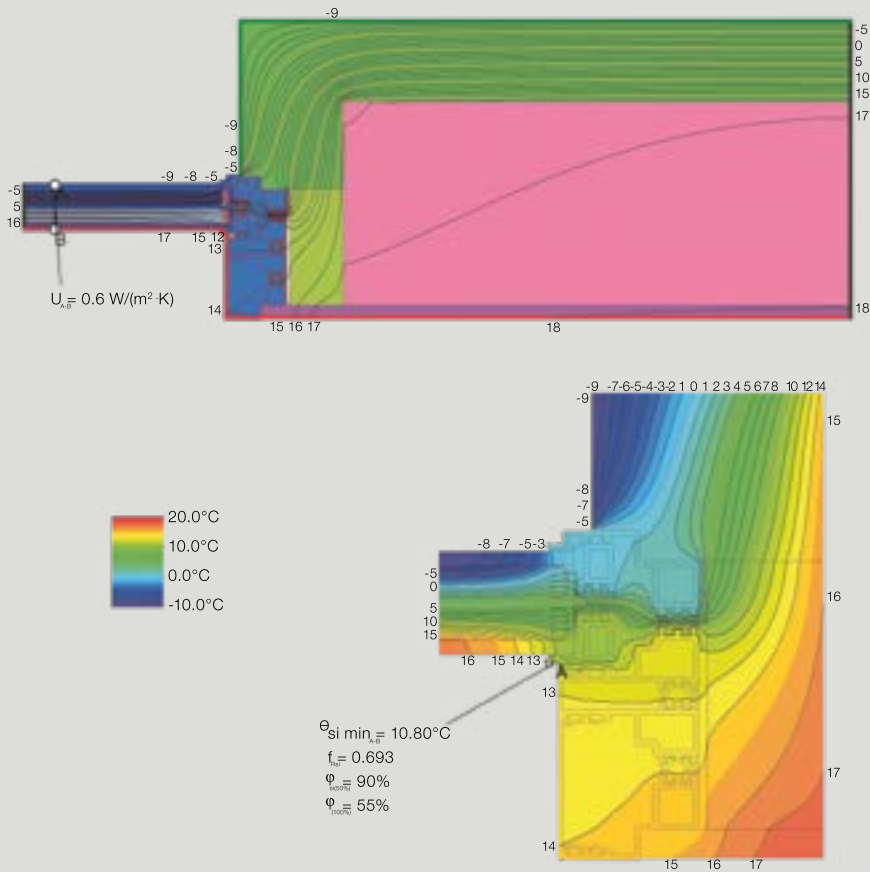 -9
-5
0
5
10
15
17
-9
-8
-5
-9 -8 -5
-5
5
16
17 15 12
13
14
18
15 16 17 18
U A-B = 0.6 W/(m² K)
-9 -7-6-5-4-3-2 1 0 1 2 3 4 5 6 7 8 10 12 14
-9
15
-8
-7
-5
-8 -7 -5-3
-5
0
5
10
15
16
16 15 14 13
13
17
14
15 16 17
20.0°C
10.0°C
0.0°C
-10.0°C
Θsi min A-B = 10.80°C
fRsi = 0.693
φsi(50%) = 90%
φ(100%) = 55%